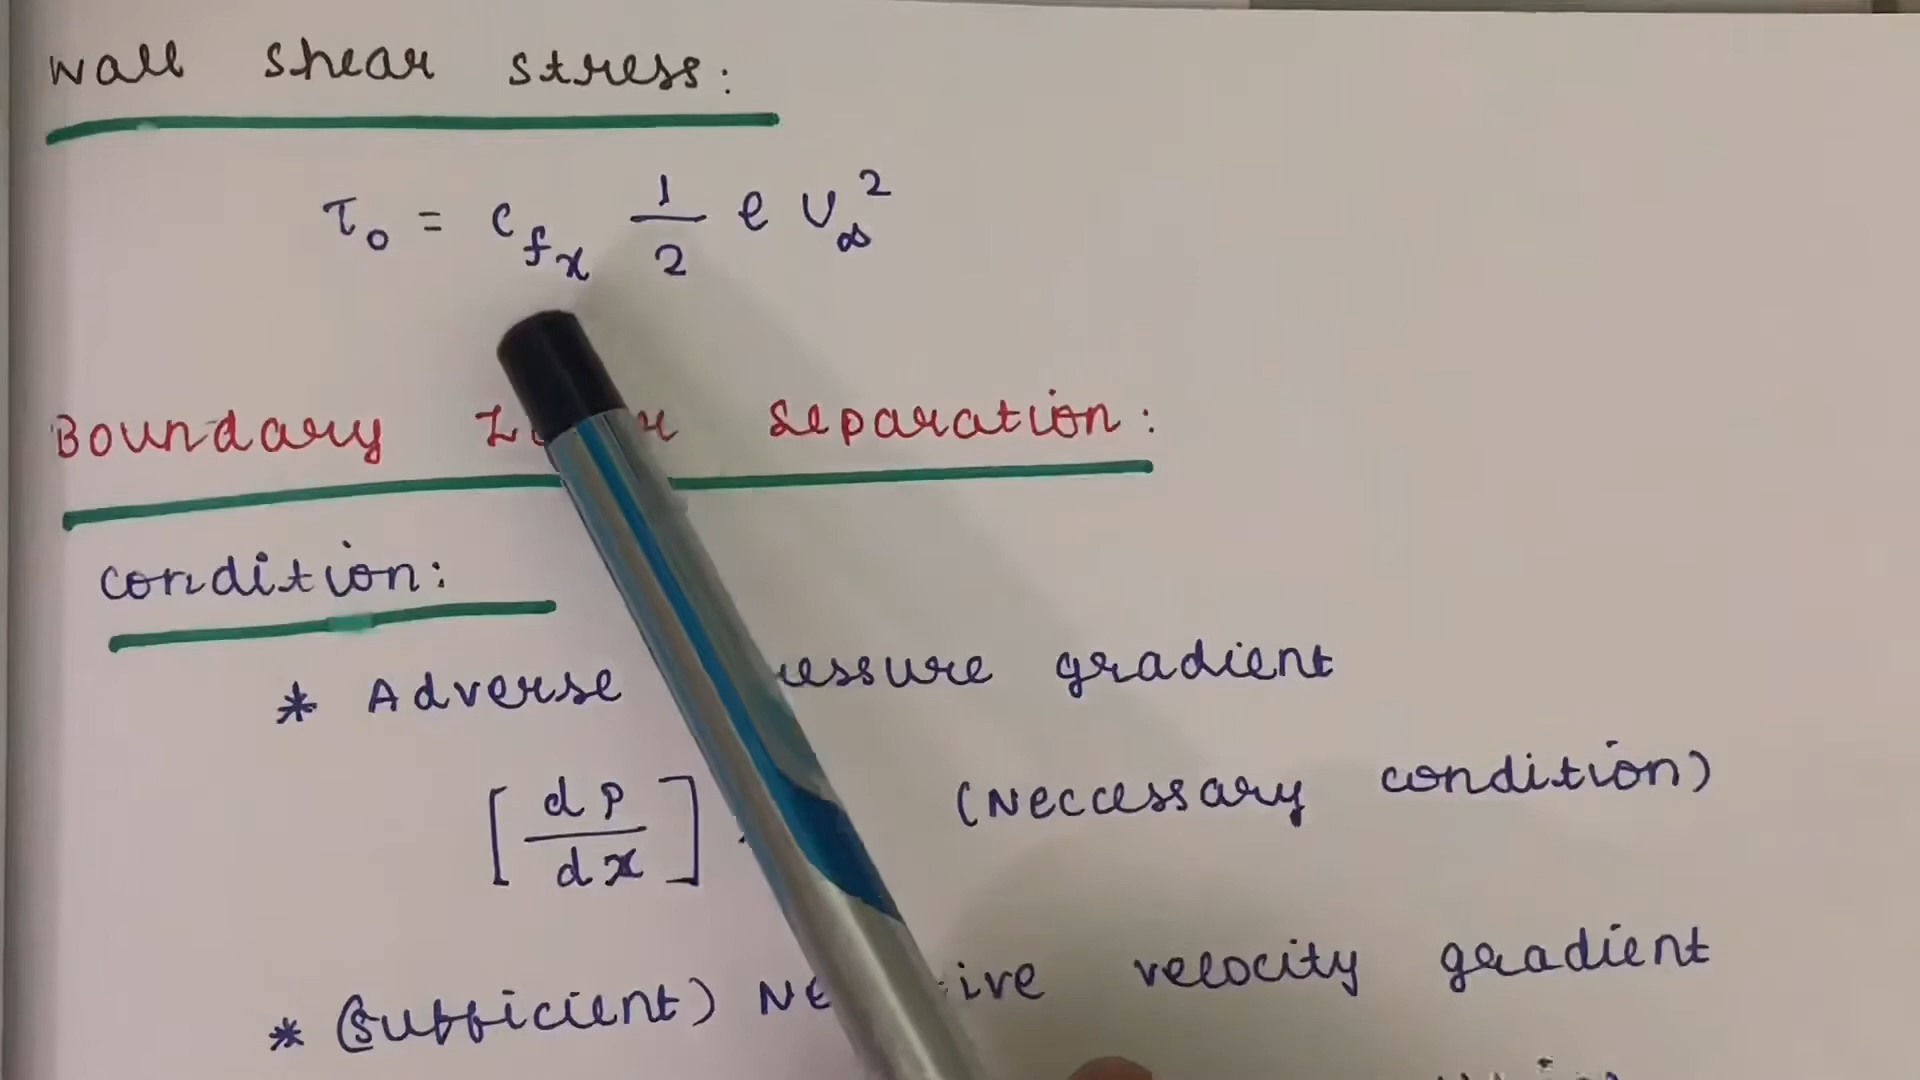 Wall shear stress:
τ₀ = C_fx 1/2 e U∞²
Boundary separation:
condition:
* Adverse gradient
[dp/dx] (Neccessary condition)
* (Sufficient) velocity gradient